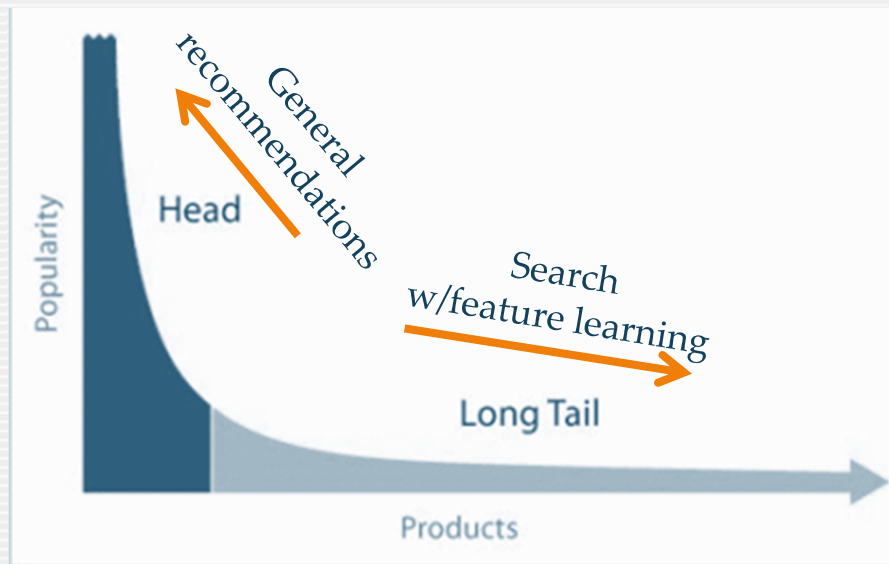 General
recommendations
Head
Popularity
Search
w/feature learning
Long Tail
Products